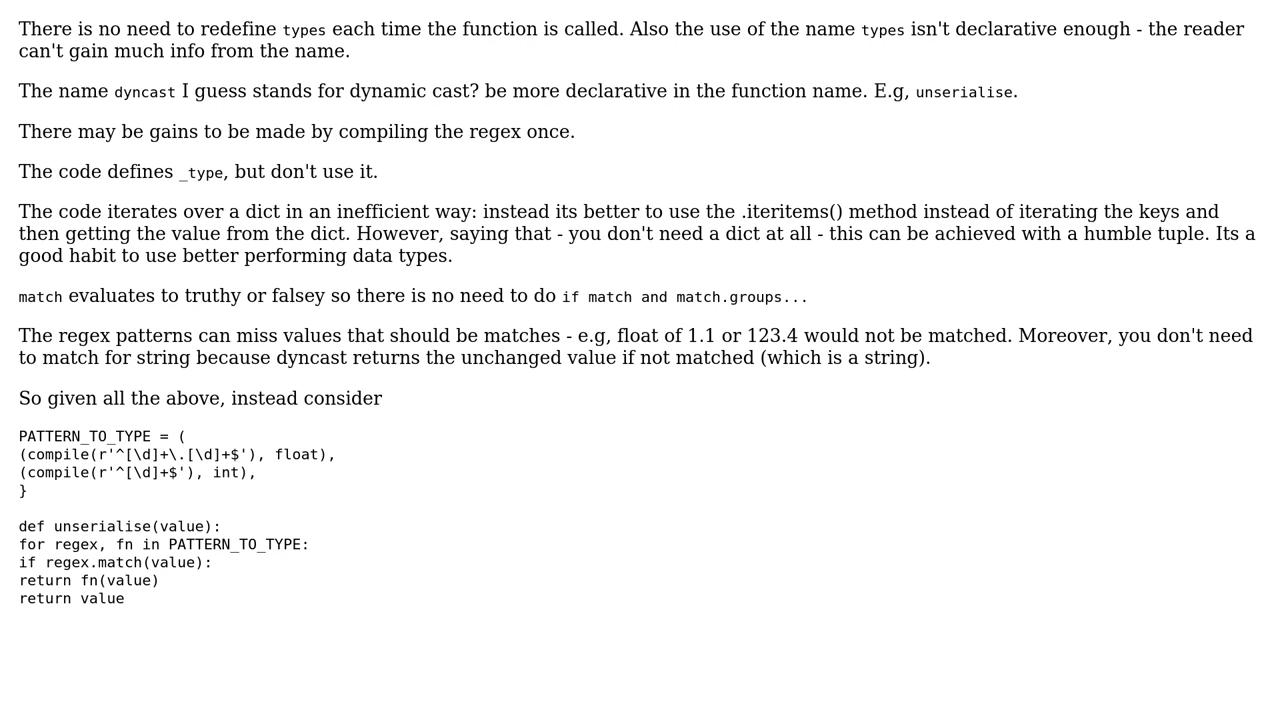 There is no need to redefine types each time the function is called. Also the use of the name types isn't declarative enough - the reader
can't gain much info from the name.
The name dyncast I guess stands for dynamic cast? be more declarative in the function name. E.g, unserialise.
There may be gains to be made by compiling the regex once.
The code defines _type, but don't use it.
The code iterates over a dict in an inefficient way: instead its better to use the .iteritems() method instead of iterating the keys and
then getting the value from the dict. However, saying that - you don't need a dict at all - this can be achieved with a humble tuple. Its a
good habit to use better performing data types.
match evaluates to truthy or falsey so there is no need to do if match and match.groups...
The regex patterns can miss values that should be matches - e.g, float of 1.1 or 123.4 would not be matched. Moreover, you don't need
to match for string because dyncast returns the unchanged value if not matched (which is a string).
So given all the above, instead consider
PATTERN_TO_TYPE = (
(compile(r'^[\d]+\.[\d]+$'), float),
(compile(r'^[\d]+$'), int),
}
def unserialise(value):
for regex, fn in PATTERN_TO_TYPE:
if regex.match(value):
return fn(value)
return value